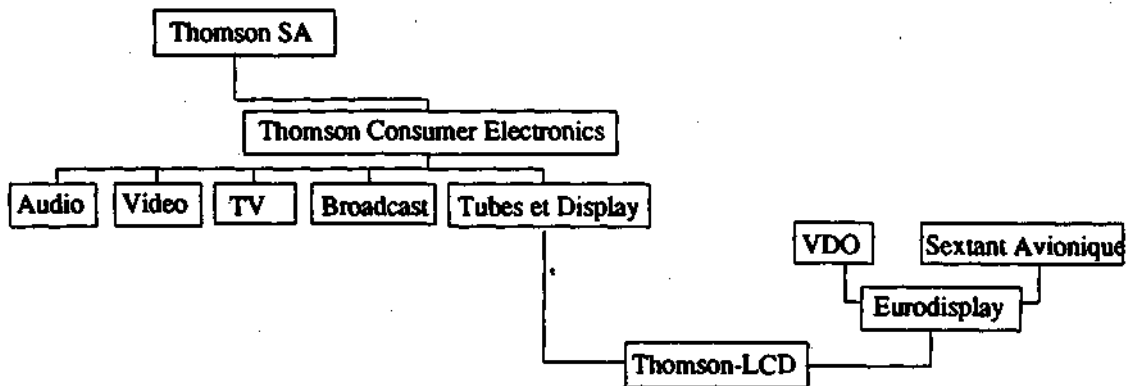 Thomson SA
Thomson Consumer Electronics
Audio
Video
TV
Broadcast
Tubes et Display
VDO
Sextant Avionique
Eurodisplay
Thomson-LCD